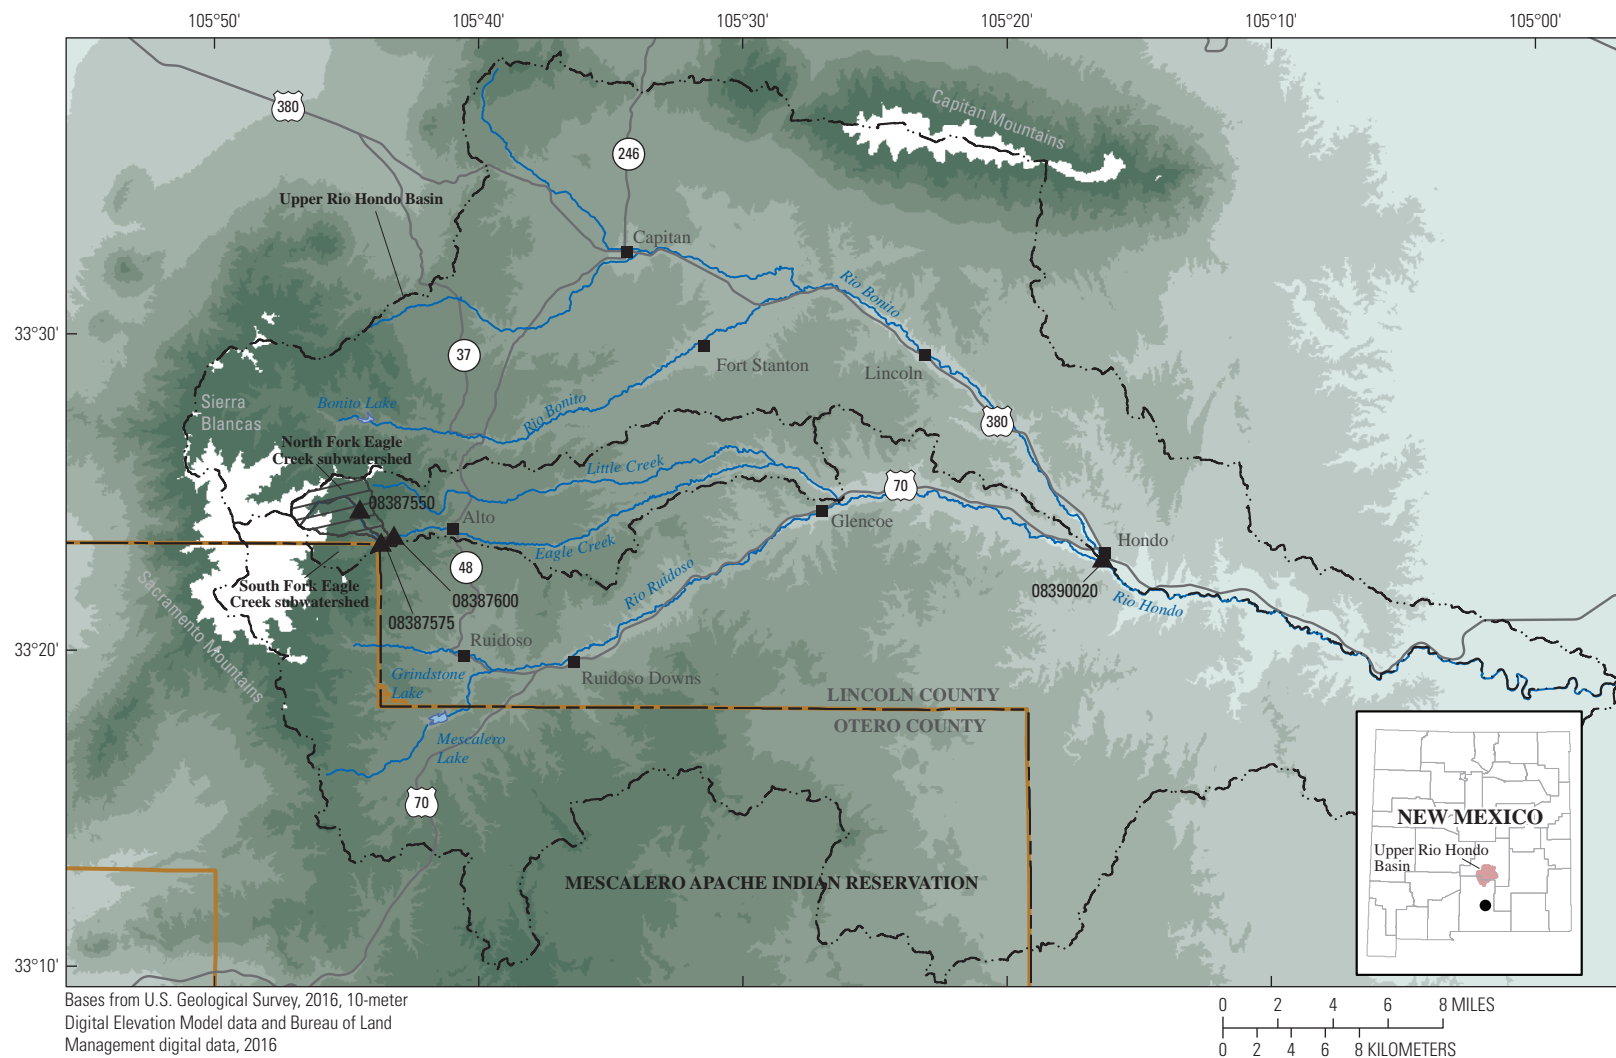 105°50'
105°40'
105°30'
105°20'
105°10'
105°00'
380
246
Capitan Mountains
Upper Rio Hondo Basin
Capitan
Rio Bonito
33°30'
37
Fort Stanton
Lincoln
Sierra
Blancas
Bonito Lake
Rio Bonito
380
North Fork Eagle
Creek subwatershed
Little Creek
70
08387550
Alto
Glencoe
Eagle Creek
Hondo
48
Rio Ruidoso
South Fork Eagle
Creek subwatershed
08387600
08390020
Rio Hondo
08387575
Sacramento Mountains
33°20'
Ruidoso
Grindstone
Lake
Ruidoso Downs
LINCOLN COUNTY
OTERO COUNTY
Mescalero
Lake
70
NEW MEXICO
Upper Rio Hondo
Basin
MESCALERO APACHE INDIAN RESERVATION
33°10'
Bases from U.S. Geological Survey, 2016, 10-meter
Digital Elevation Model data and Bureau of Land
Management digital data, 2016
0 2 4 6 8 MILES
0 2 4 6 8 KILOMETERS